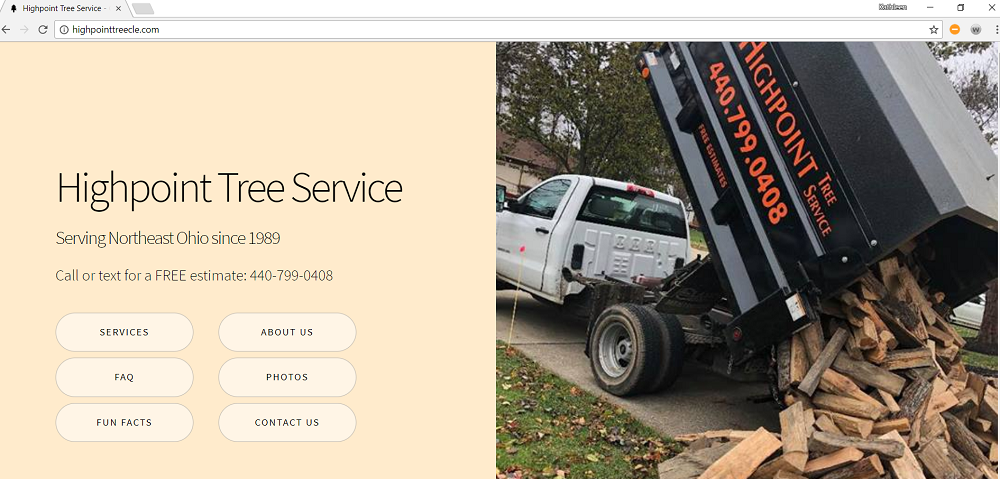 Highpoint Tree Service -
Kathleen
highpointtreecle.com
W
Highpoint Tree Service
Serving Northeast Ohio since 1989
Call or text for a FREE estimate: 440-799-0408
SERVICES
ABOUT US
FAQ
PHOTOS
FUN FACTS
CONTACT US
HIGHPOINT TREE
SERVICE
440.799.0408
FREE ESTIMATES